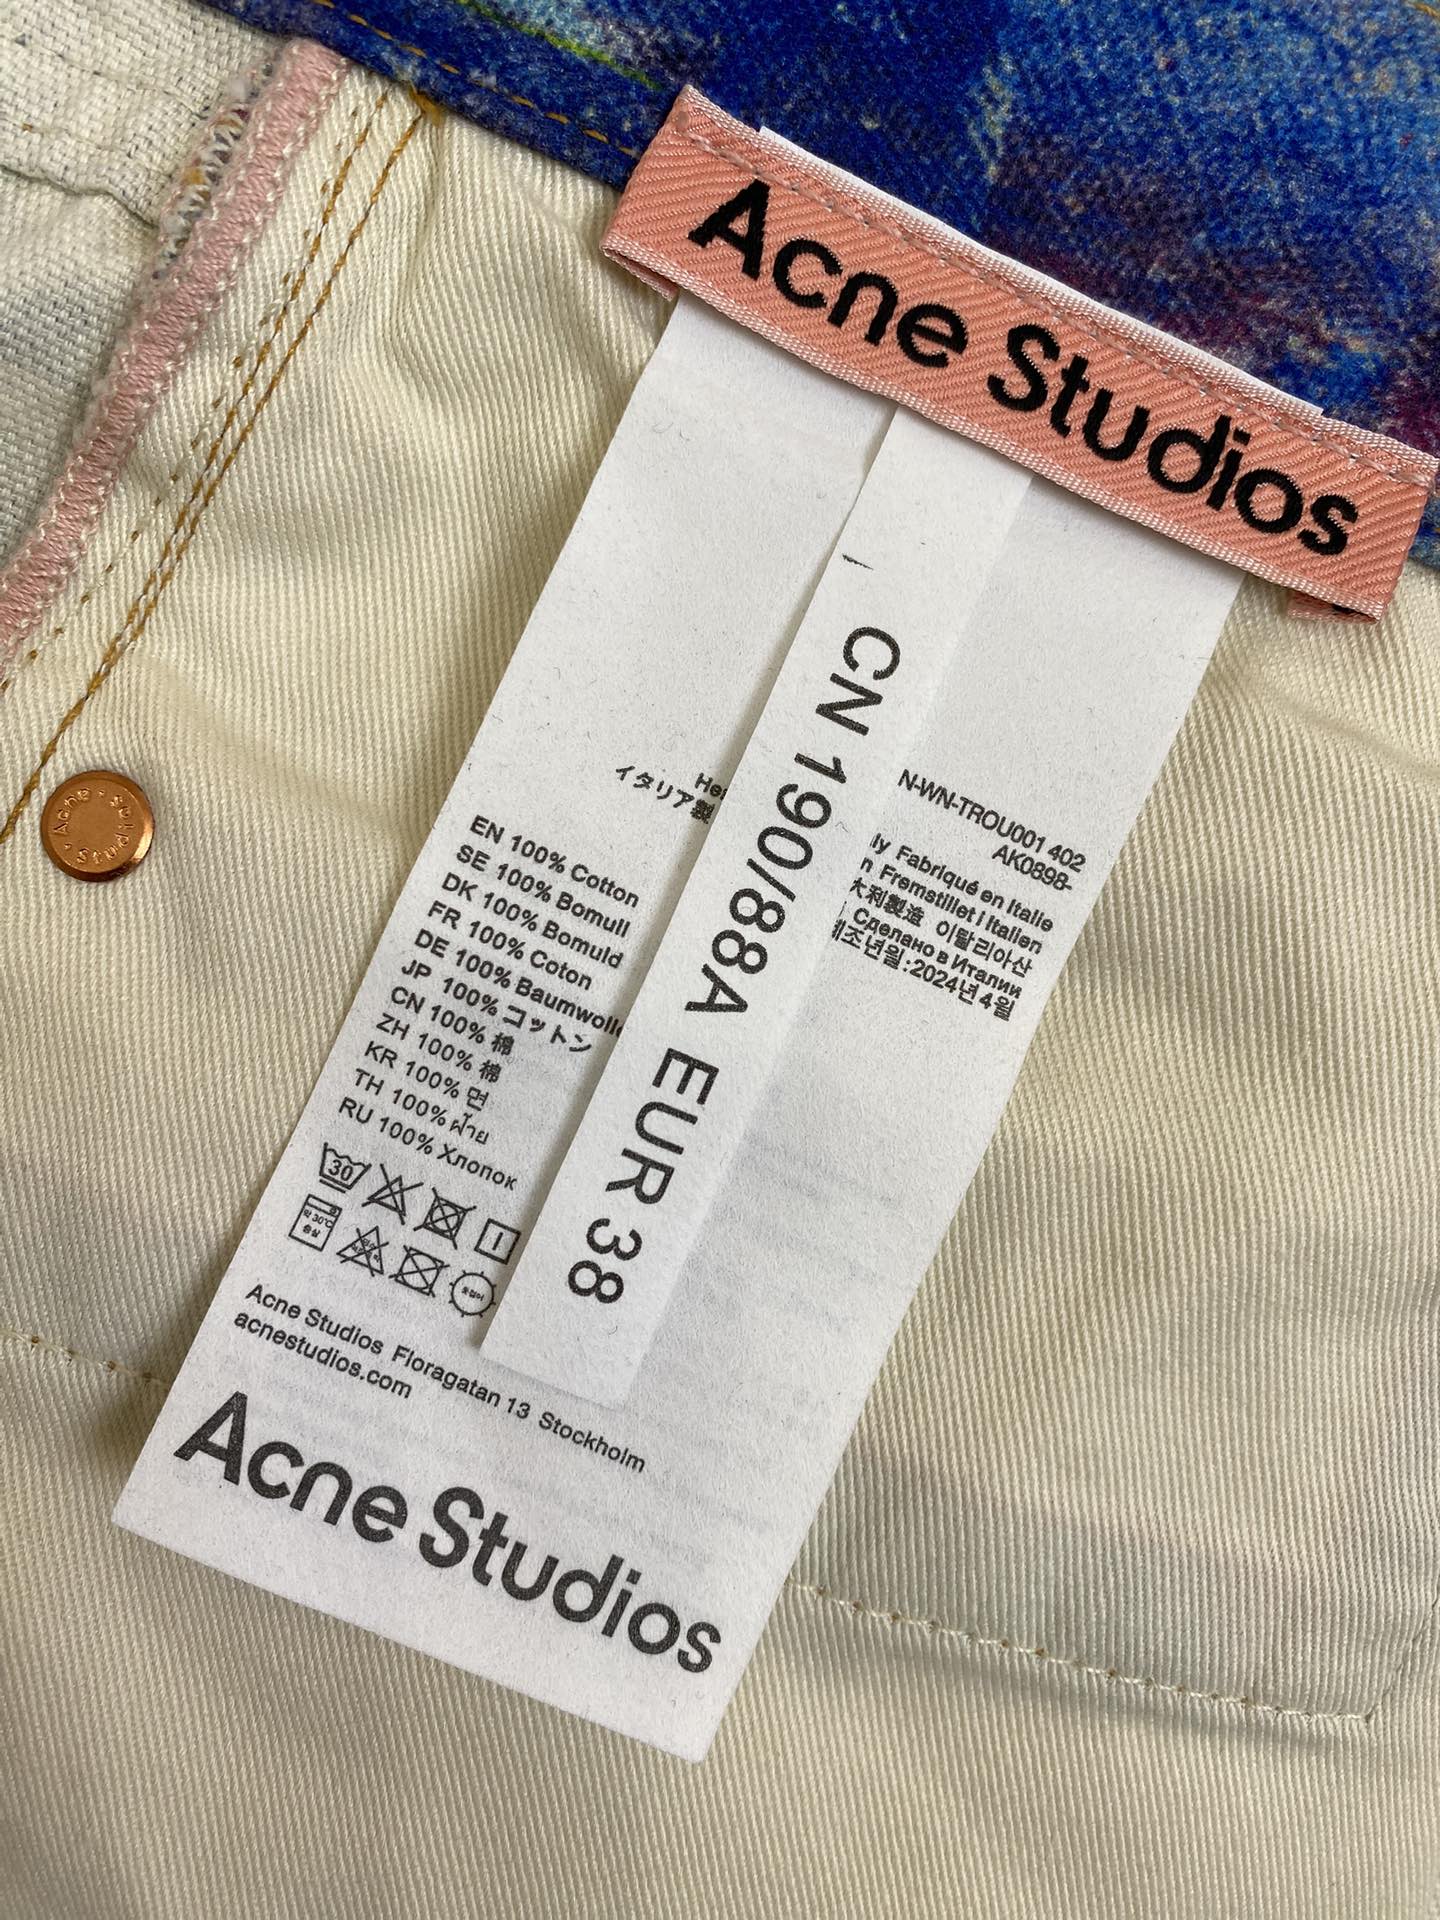 Acne Studios
CN 190/88A EUR 38
N-WN-TROU001 402
AK0898-
Fabriqué en Italie
Fremstillet i Italien
イタリア製
利製造 이탈리아산
Сделано в Италии
제조년월:2024년 4월
EN 100% Cotton
SE 100% Bomull
DK 100% Bomuld
FR 100% Coton
DE 100% Baumwolle
JP 100% コットン
CN 100% 棉
ZH 100% 棉
KR 100% 면
TH 100% ฝ้าย
RU 100% Хлопок
30
30℃
Acne Studios Floragatan 13 Stockholm
acnestudios.com
Acne Studios
Acne Studios